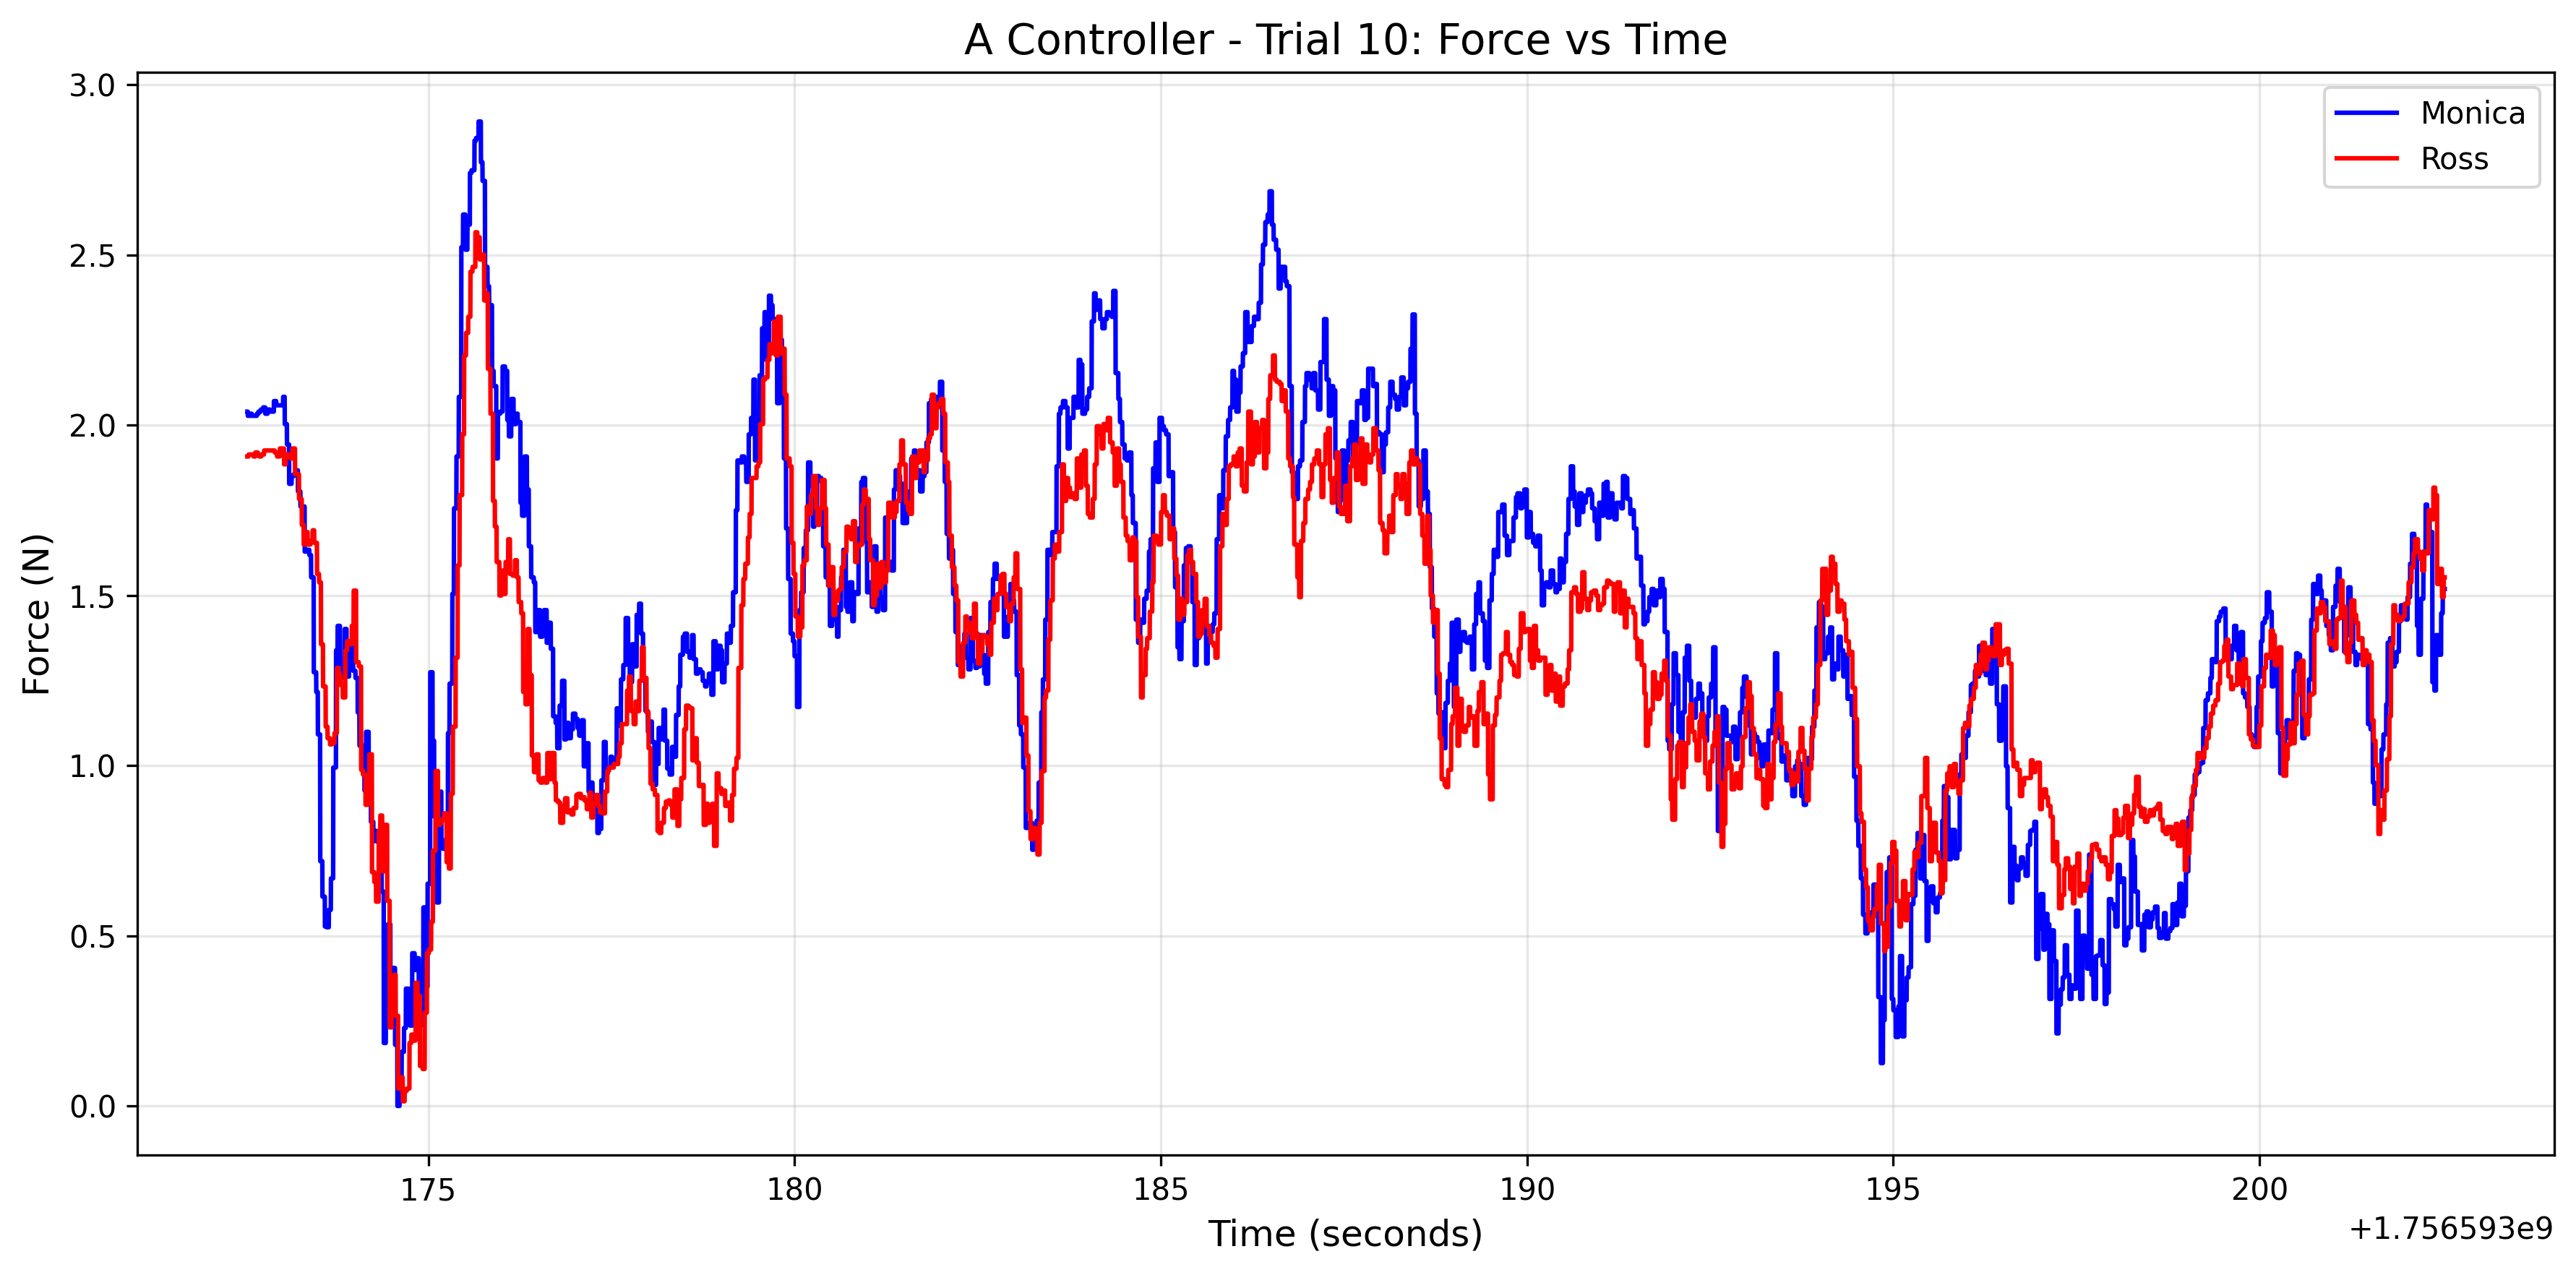 A Controller - Trial 10: Force vs Time
Monica
Ross
Force (N)
3.0
2.5
2.0
1.5
1.0
0.5
0.0
175 180 185 190 195 200
Time (seconds)
+1.756593e9